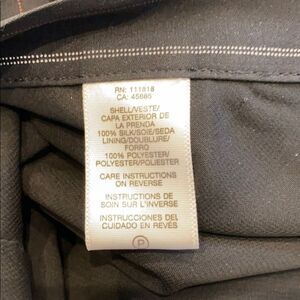 RN: 111818
CA: 45680
SHELL/VESTE/
CAPA EXTERIOR DE
LA PRENDA
100% SILK/SOIE/SEDA
LINING/DOUBLURE/
FORRO
100% POLYESTER/
POLYESTER/POLIESTER
CARE INSTRUCTIONS
ON REVERSE
INSTRUCTIONS DE
SOIN SUR L'INVERSE
INSTRUCCIONES DEL
CUIDADO EN REVÉS
P